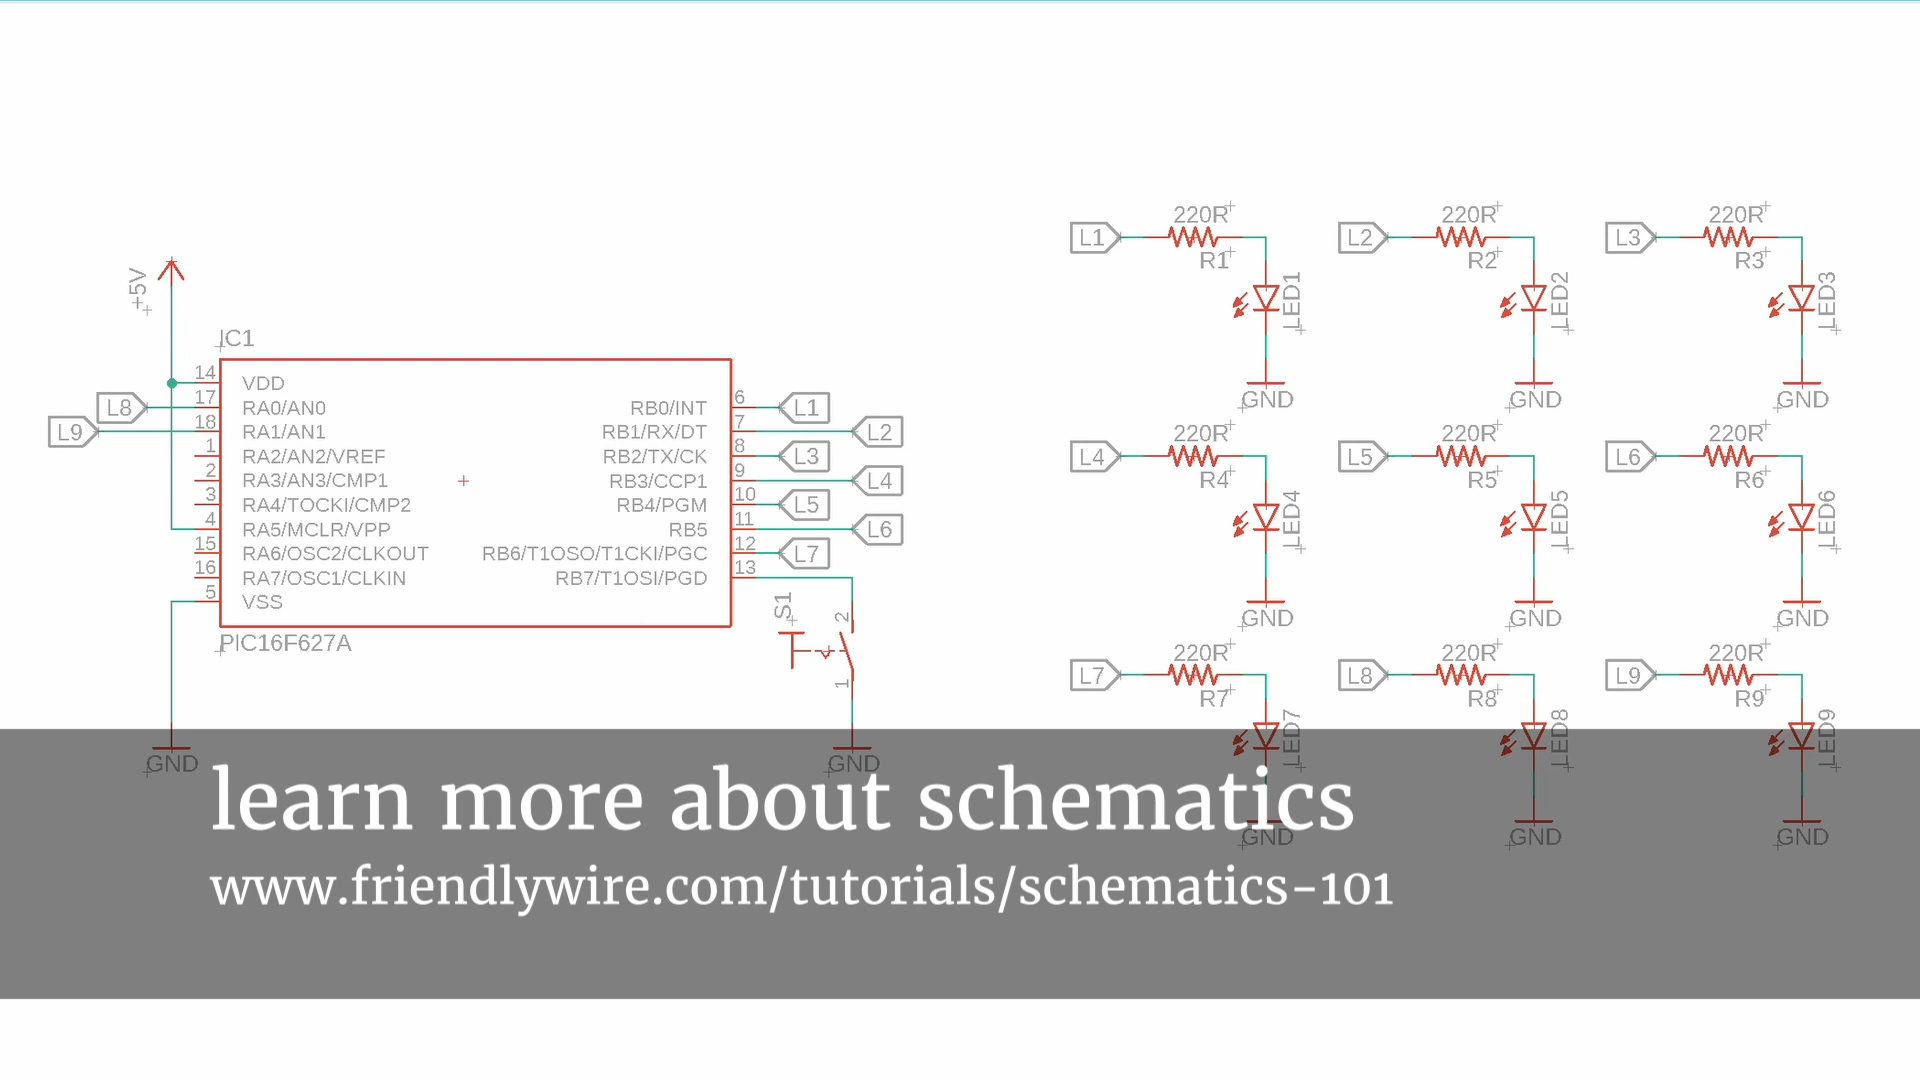 220R
220R
220R
L1
L2
L3
R1
R2
R3
+5V
LED1
LED2
LED3
IC1
14
VDD
GND
GND
GND
L8
17
RA0/AN0
RB0/INT
6
L1
L9
18
RA1/AN1
RB1/RX/DT
7
L2
1
RA2/AN2/VREF
RB2/TX/CK
8
L3
2
RA3/AN3/CMP1
RB3/CCP1
9
L4
3
RA4/TOCKI/CMP2
RB4/PGM
10
L5
4
RA5/MCLR/VPP
RB5
11
L6
15
RA6/OSC2/CLKOUT
RB6/T1OSO/T1CKI/PGC
12
L7
16
RA7/OSC1/CLKIN
RB7/T1OSI/PGD
13
5
VSS
PIC16F627A
S1
2
1
220R
220R
220R
L4
L5
L6
R4
R5
R6
LED4
LED5
LED6
GND
GND
GND
220R
220R
220R
L7
L8
L9
R7
R8
R9
LED7
LED8
LED9
GND
GND
GND
GND
GND
learn more about schematics
www.friendlywire.com/tutorials/schematics-101